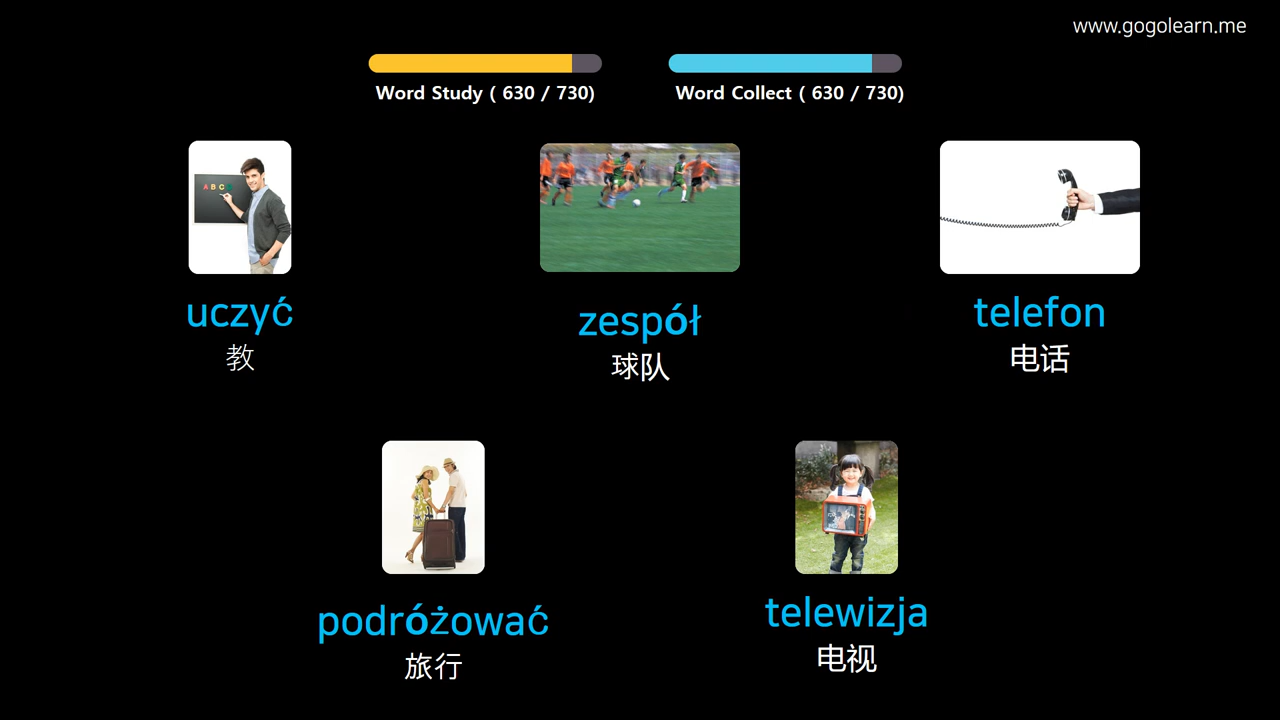 www.gogolearn.me
Word Study ( 630 / 730)
Word Collect ( 630 / 730)
A B C
uczyć
教
zespół
球队
telefon
电话
podróżować
旅行
telewizja
电视